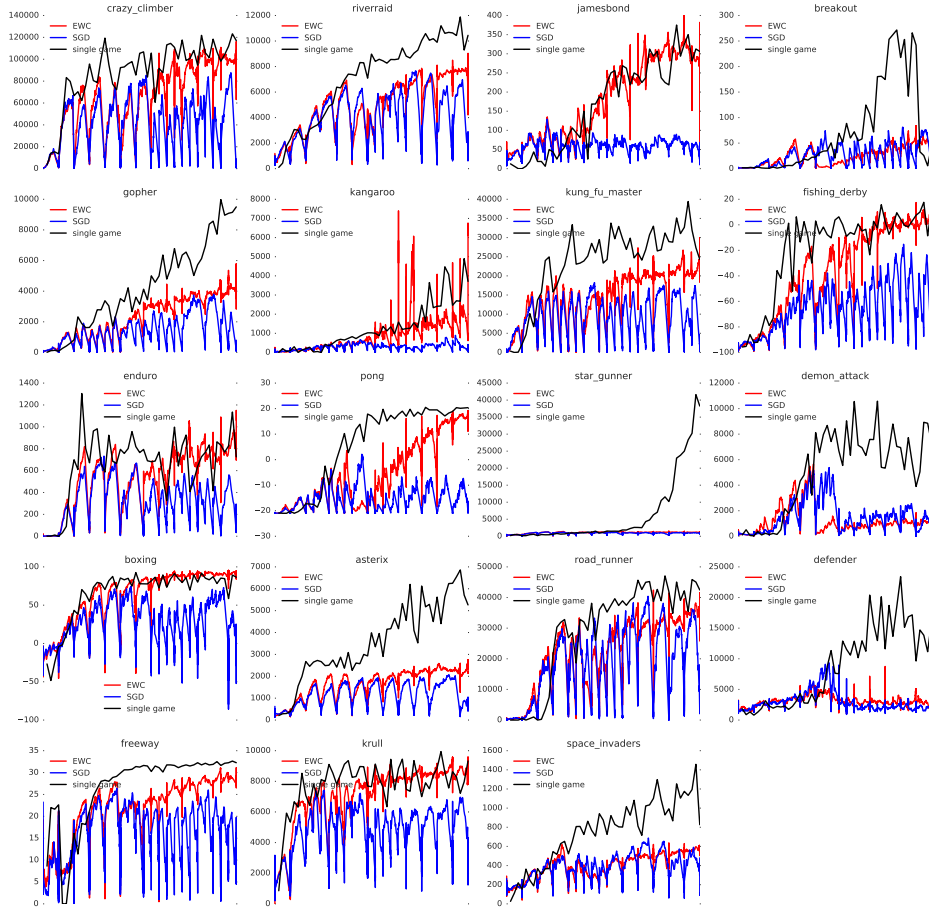 crazy_climber
140000
120000
100000
80000
60000
40000
20000
0
EWC
SGD
single game
riverraid
12000
10000
8000
6000
4000
2000
0
EWC
SGD
single game
jamesbond
400
350
300
250
200
150
100
50
0
EWC
SGD
single game
breakout
300
250
200
150
100
50
0
EWC
SGD
single game
gopher
10000
8000
6000
4000
2000
0
EWC
SGD
single game
kangaroo
8000
7000
6000
5000
4000
3000
2000
1000
0
EWC
SGD
single game
kung_fu_master
40000
35000
30000
25000
20000
15000
10000
5000
0
EWC
SGD
single game
fishing_derby
20
0
−20
−40
−60
−80
−100
EWC
SGD
single game
enduro
1400
1200
1000
800
600
400
200
0
EWC
SGD
single game
pong
30
20
10
0
−10
−20
−30
EWC
SGD
single game
star_gunner
45000
40000
35000
30000
25000
20000
15000
10000
5000
0
EWC
SGD
single game
demon_attack
12000
10000
8000
6000
4000
2000
0
EWC
SGD
single game
boxing
100
50
0
−50
−100
EWC
SGD
single game
asterix
7000
6000
5000
4000
3000
2000
1000
0
EWC
SGD
single game
road_runner
50000
40000
30000
20000
10000
0
EWC
SGD
single game
defender
25000
20000
15000
10000
5000
0
EWC
SGD
single game
freeway
35
30
25
20
15
10
5
0
EWC
SGD
single game
krull
10000
8000
6000
4000
2000
0
EWC
SGD
single game
space_invaders
1600
1400
1200
1000
800
600
400
200
0
EWC
SGD
single game